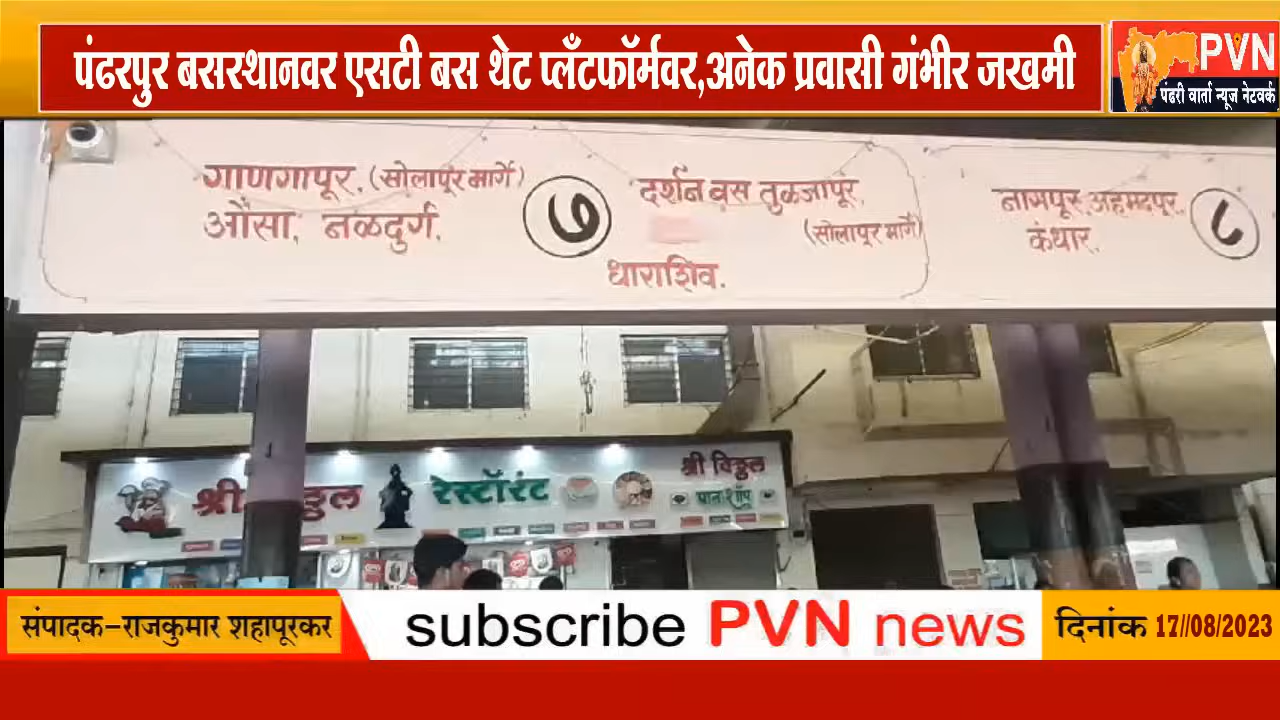 पंढरपुर बसस्थानवर एसटी बस थेट प्लॅटफॉर्मवर,अनेक प्रवासी गंभीर जखमी
PVN
पंढरी वार्ता न्यूज नेटवर्क
गाणगापूर, (सोलापूर मार्गे)
औसा, नळदुर्ग.
७
दर्शन बस तुळजापूर,
(सोलापूर मार्गे)
धाराशिव.
नागपूर, अहमदपूर,
कंधार.
८
श्री विठ्ठल रेस्टॉरंट
श्री विठ्ठल
पान शॉप
संपादक-राजकुमार शहापूरकर
subscribe PVN news
दिनांक 17//08/2023